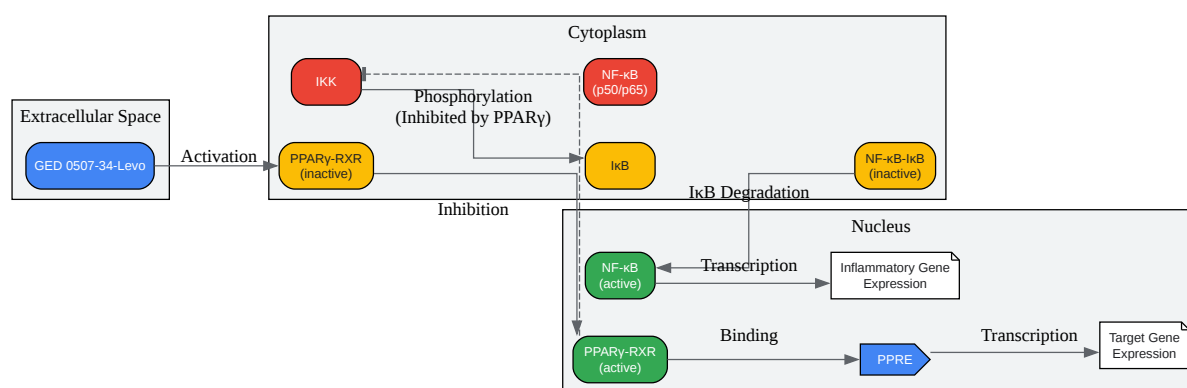 Cytoplasm
IKK
NF-κB
(p50/p65)
Phosphorylation
(Inhibited by PPARγ)
Extracellular Space
GED 0507-34-Levo
Activation
PPARγ-RXR
(inactive)
IκB
NF-κB-IκB
(inactive)
IκB Degradation
Inhibition
Nucleus
NF-κB
(active)
Transcription
Inflammatory Gene
Expression
PPARγ-RXR
(active)
Binding
PPRE
Transcription
Target Gene
Expression